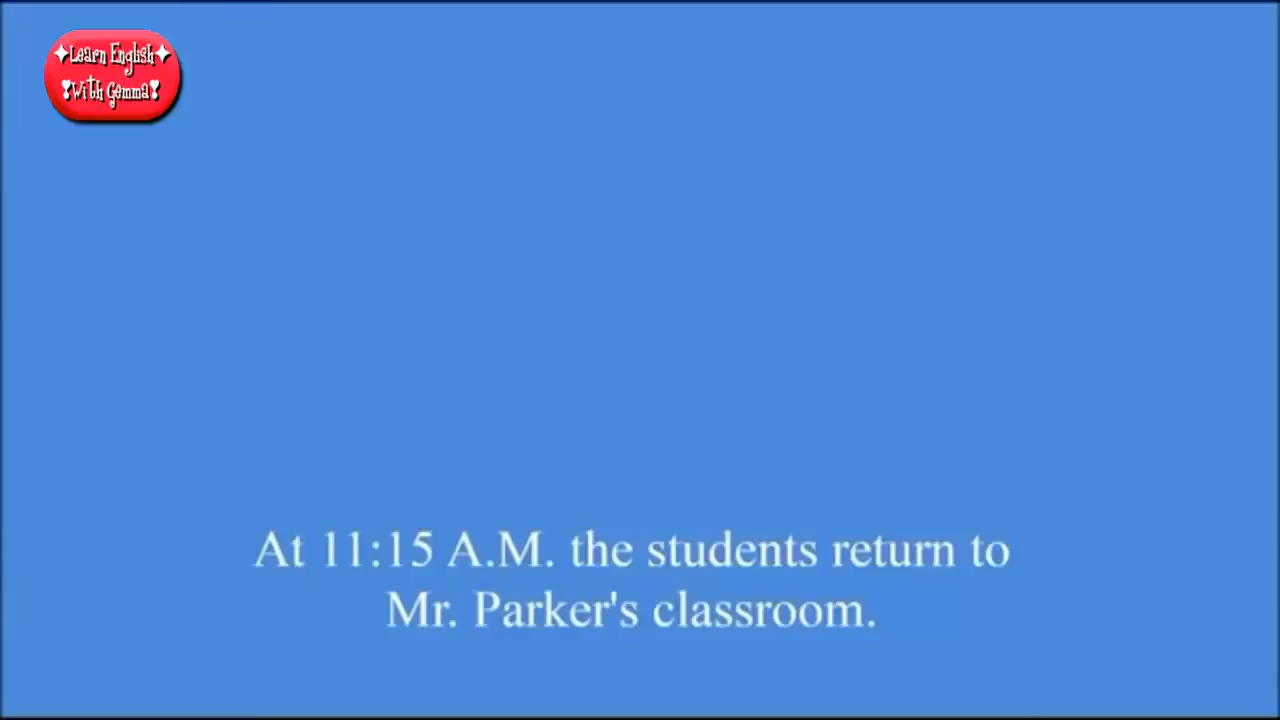 ✦Learn English✦
❣With Gemma❣
At 11:15 A.M. the students return to
Mr. Parker's classroom.